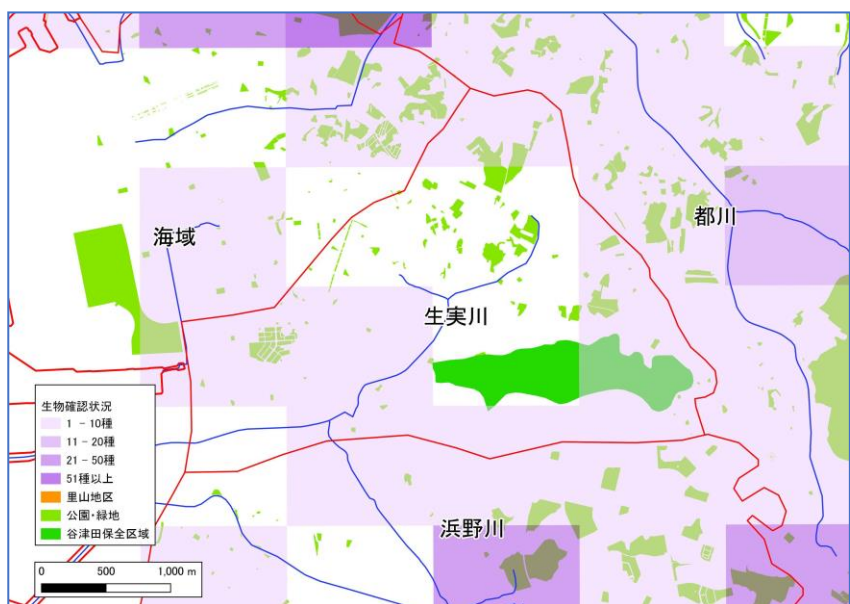 都川
海域
生実川
生物確認状況
1 - 10種
11 - 20種
21 - 50種
51種以上
里山地区
公園・緑地
谷津田保全区域
浜野川
0 500 1,000 m